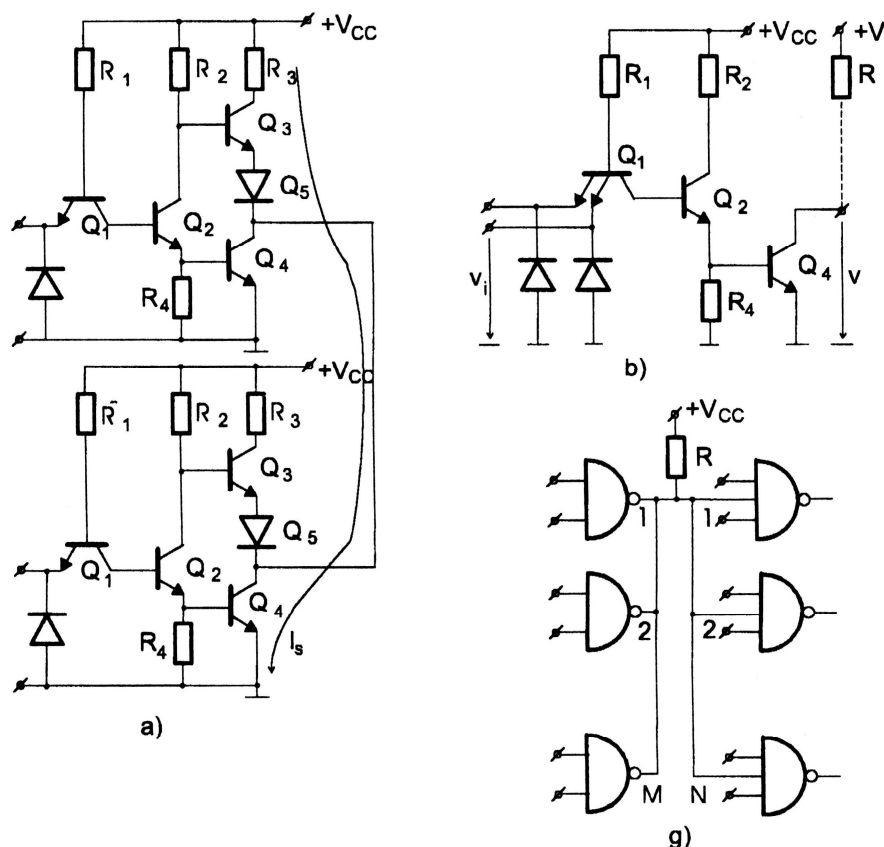 +VCC
R1 R2 R3
Q3
Q5
Q1 Q2 Q4
R4
+VCC
R1 R2 R3
Q3
Q5
Q1 Q2 Q4
R4 Is
a)
+VCC +V
R1 R2 R
Q1
Q2
Q4
vi R4 v
b)
+VCC
R
1 1
2 2
M N
g)